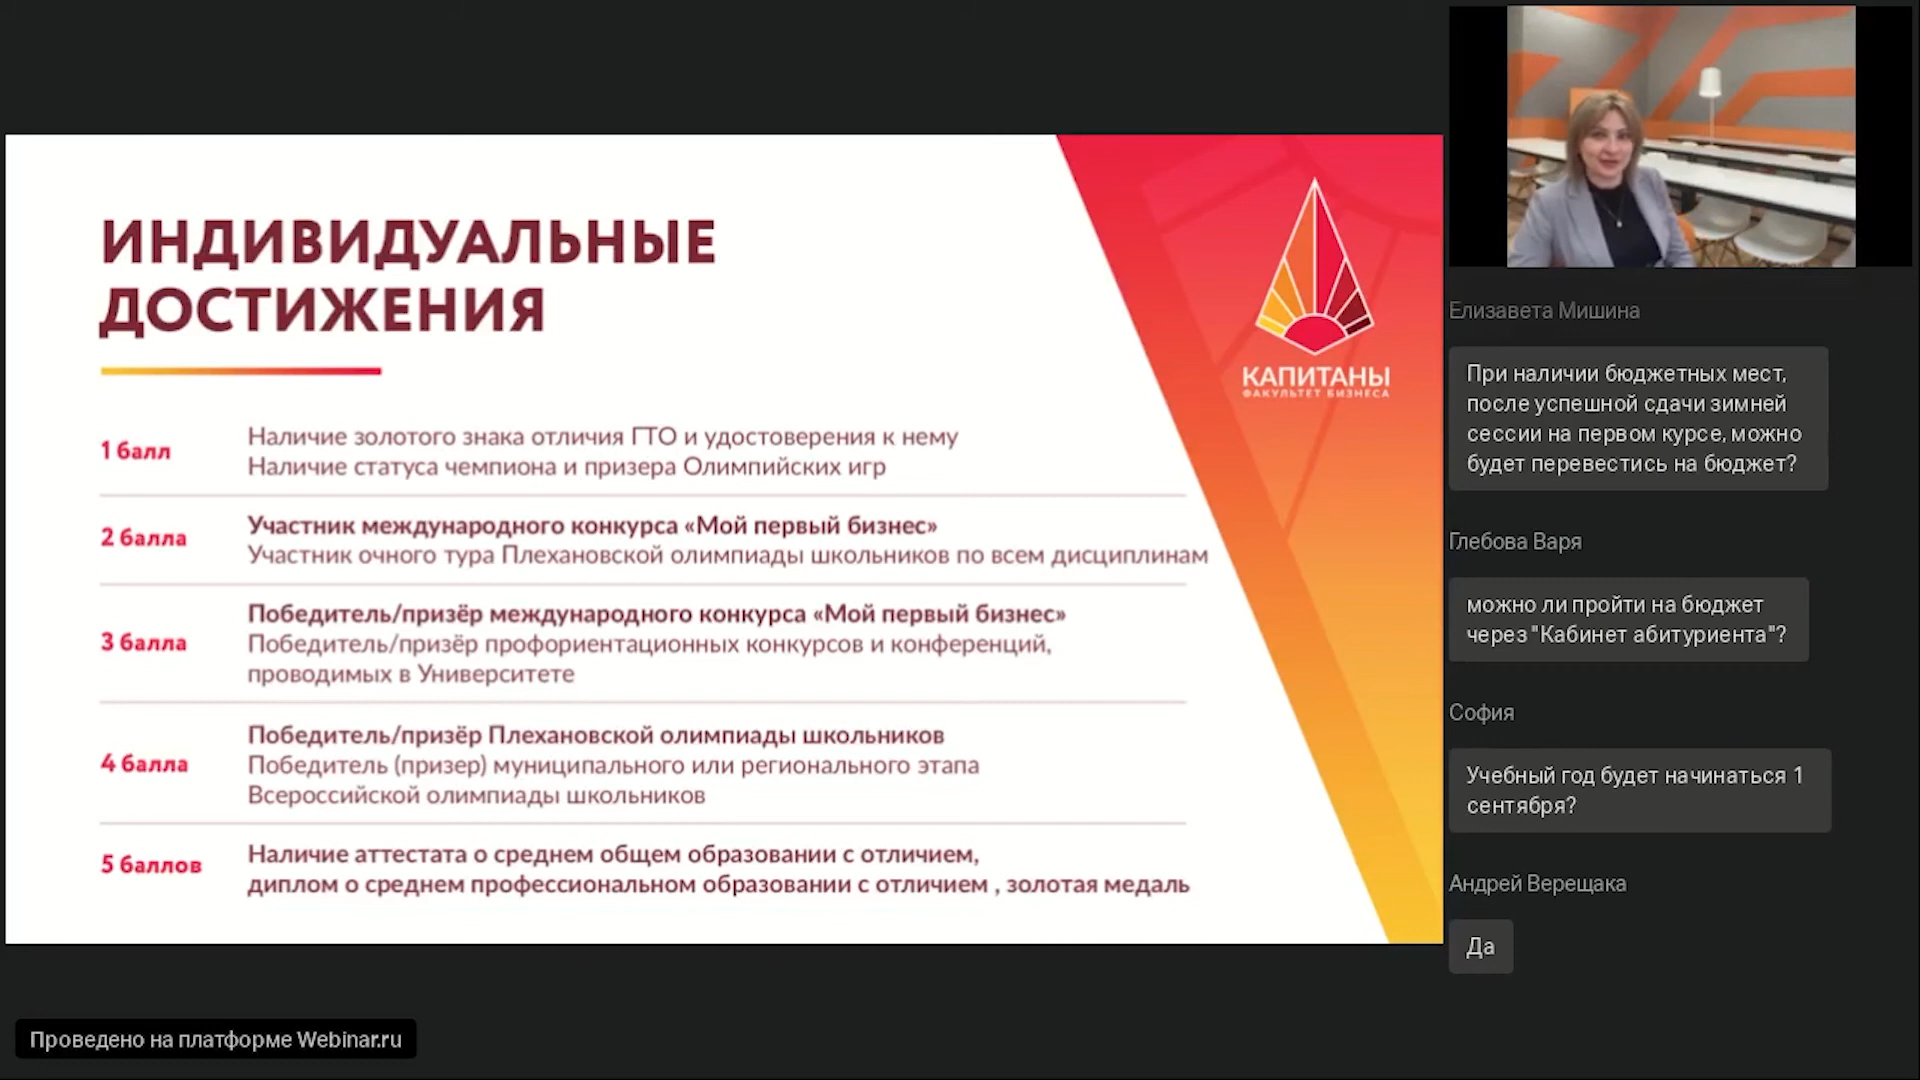 ИНДИВИДУАЛЬНЫЕ
ДОСТИЖЕНИЯ
КАПИТАНЫ
ФАКУЛЬТЕТ БИЗНЕСА
1 балл
Наличие золотого знака отличия ГТО и удостоверения к нему
Наличие статуса чемпиона и призера Олимпийских игр
2 балла
Участник международного конкурса «Мой первый бизнес»
Участник очного тура Плехановской олимпиады школьников по всем дисциплинам
3 балла
Победитель/призёр международного конкурса «Мой первый бизнес»
Победитель/призёр профориентационных конкурсов и конференций,
проводимых в Университете
4 балла
Победитель/призёр Плехановской олимпиады школьников
Победитель (призер) муниципального или регионального этапа
Всероссийской олимпиады школьников
5 баллов
Наличие аттестата о среднем общем образовании с отличием,
диплом о среднем профессиональном образовании с отличием , золотая медаль
Елизавета Мишина
При наличии бюджетных мест,
после успешной сдачи зимней
сессии на первом курсе, можно
будет перевестись на бюджет?
Глебова Варя
можно ли пройти на бюджет
через "Кабинет абитуриента"?
София
Учебный год будет начинаться 1
сентября?
Андрей Верещака
Да
Проведено на платформе Webinar.ru